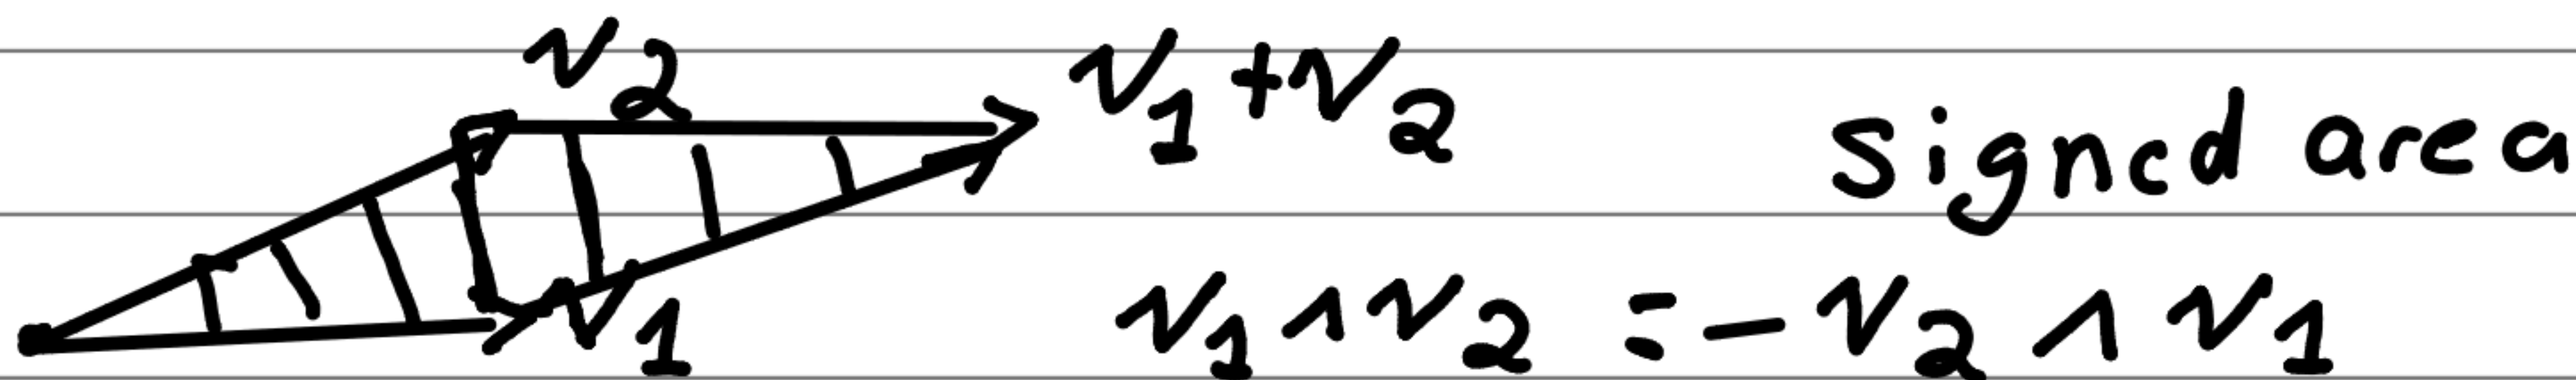 v₂
v₁+v₂
signed area
v₁
v₁∧v₂ = -v₂∧v₁